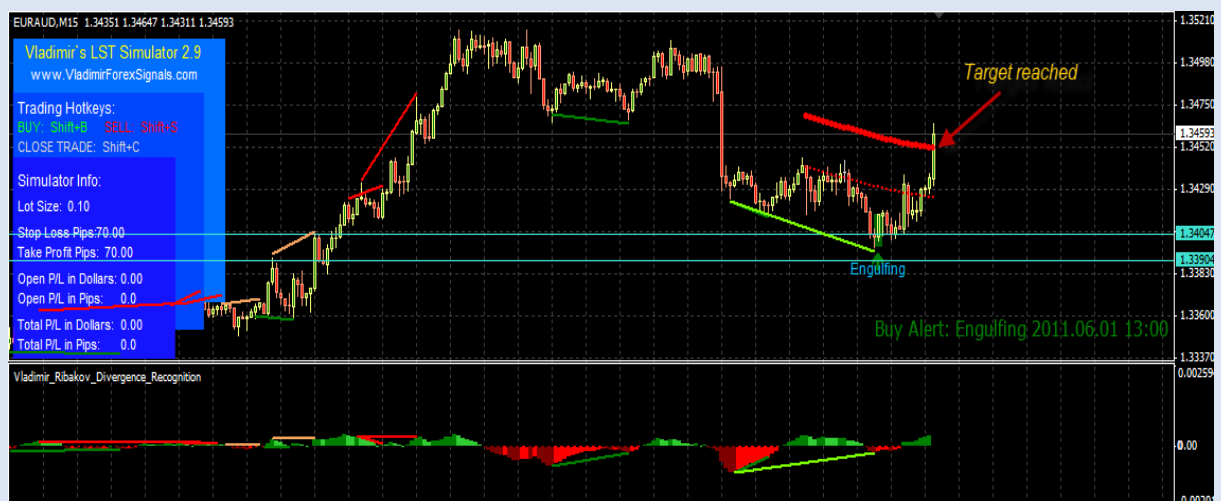 EURAUD,M15 1.34351 1.34647 1.34311 1.34593
Vladimir`s LST Simulator 2.9
www.VladimirForexSignals.com
Trading Hotkeys:
BUY: Shift+B SELL: Shift+S
CLOSE TRADE: Shift+C
Simulator Info:
Lot Size: 0.10
Stop Loss Pips:70.00
Take Profit Pips: 70.00
Open P/L in Dollars: 0.00
Open P/L in Pips: 0.0
Total P/L in Dollars: 0.00
Total P/L in Pips: 0.0
Target reached
Engulfing
Buy Alert: Engulfing 2011.06.01 13:00
1.35210
1.34980
1.34750
1.34593
1.34520
1.34290
1.34047
1.33904
1.33830
1.33600
1.33370
Vladimir_Ribakov_Divergence_Recognition
0.002594
0.00